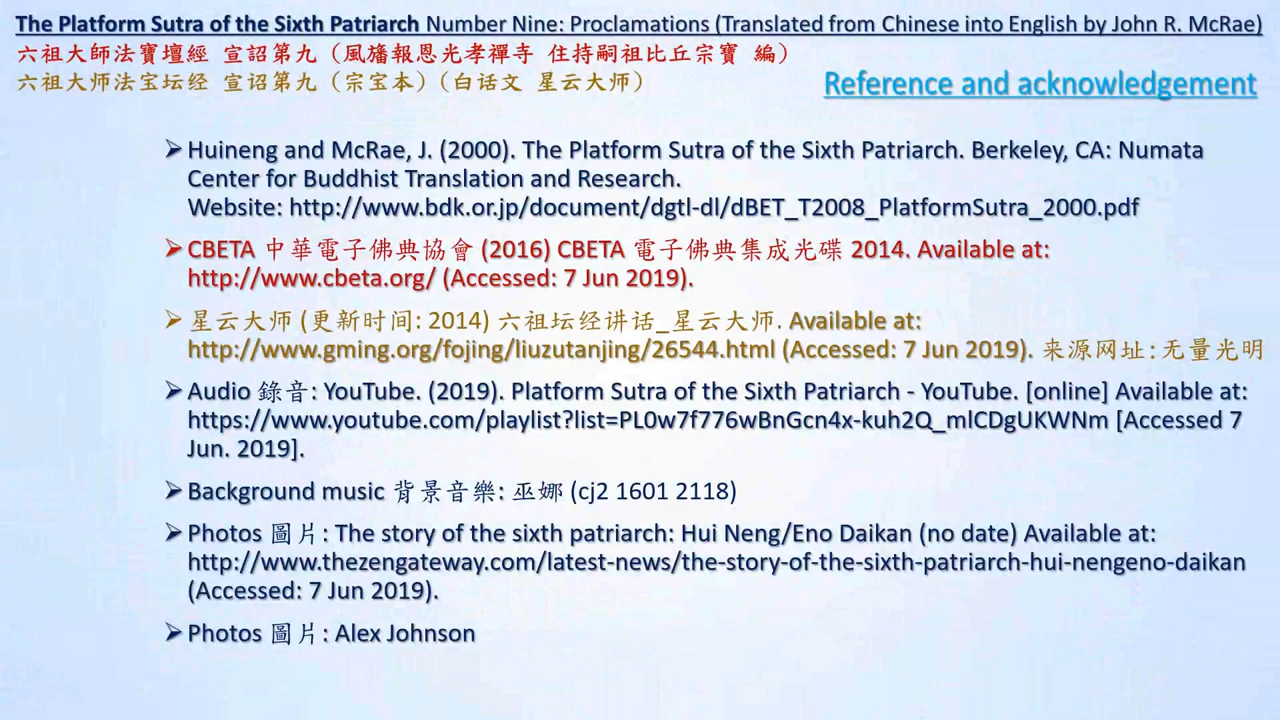 The Platform Sutra of the Sixth Patriarch Number Nine: Proclamations (Translated from Chinese into English by John R. McRae)
六祖大師法寶壇經 宣詔第九（風旛報恩光孝禪寺 住持嗣祖比丘宗寶 編）
六祖大师法宝坛经 宣诏第九（宗宝本）(白话文 星云大师）
Reference and acknowledgement
➢ Huineng and McRae, J. (2000). The Platform Sutra of the Sixth Patriarch. Berkeley, CA: Numata
Center for Buddhist Translation and Research.
Website: http://www.bdk.or.jp/document/dgtl-dl/dBET_T2008_PlatformSutra_2000.pdf
➢ CBETA 中華電子佛典協會 (2016) CBETA 電子佛典集成光碟 2014. Available at:
http://www.cbeta.org/ (Accessed: 7 Jun 2019).
➢ 星云大师 (更新时间: 2014) 六祖坛经讲话_星云大师. Available at:
http://www.gming.org/fojing/liuzutanjing/26544.html (Accessed: 7 Jun 2019). 来源网址:无量光明
➢ Audio 錄音: YouTube. (2019). Platform Sutra of the Sixth Patriarch - YouTube. [online] Available at:
https://www.youtube.com/playlist?list=PL0w7f776wBnGcn4x-kuh2Q_mlCDgUKWNm [Accessed 7
Jun. 2019].
➢ Background music 背景音樂: 巫娜 (cj2 1601 2118)
➢ Photos 圖片: The story of the sixth patriarch: Hui Neng/Eno Daikan (no date) Available at:
http://www.thezengateway.com/latest-news/the-story-of-the-sixth-patriarch-hui-nengeno-daikan
(Accessed: 7 Jun 2019).
➢ Photos 圖片: Alex Johnson